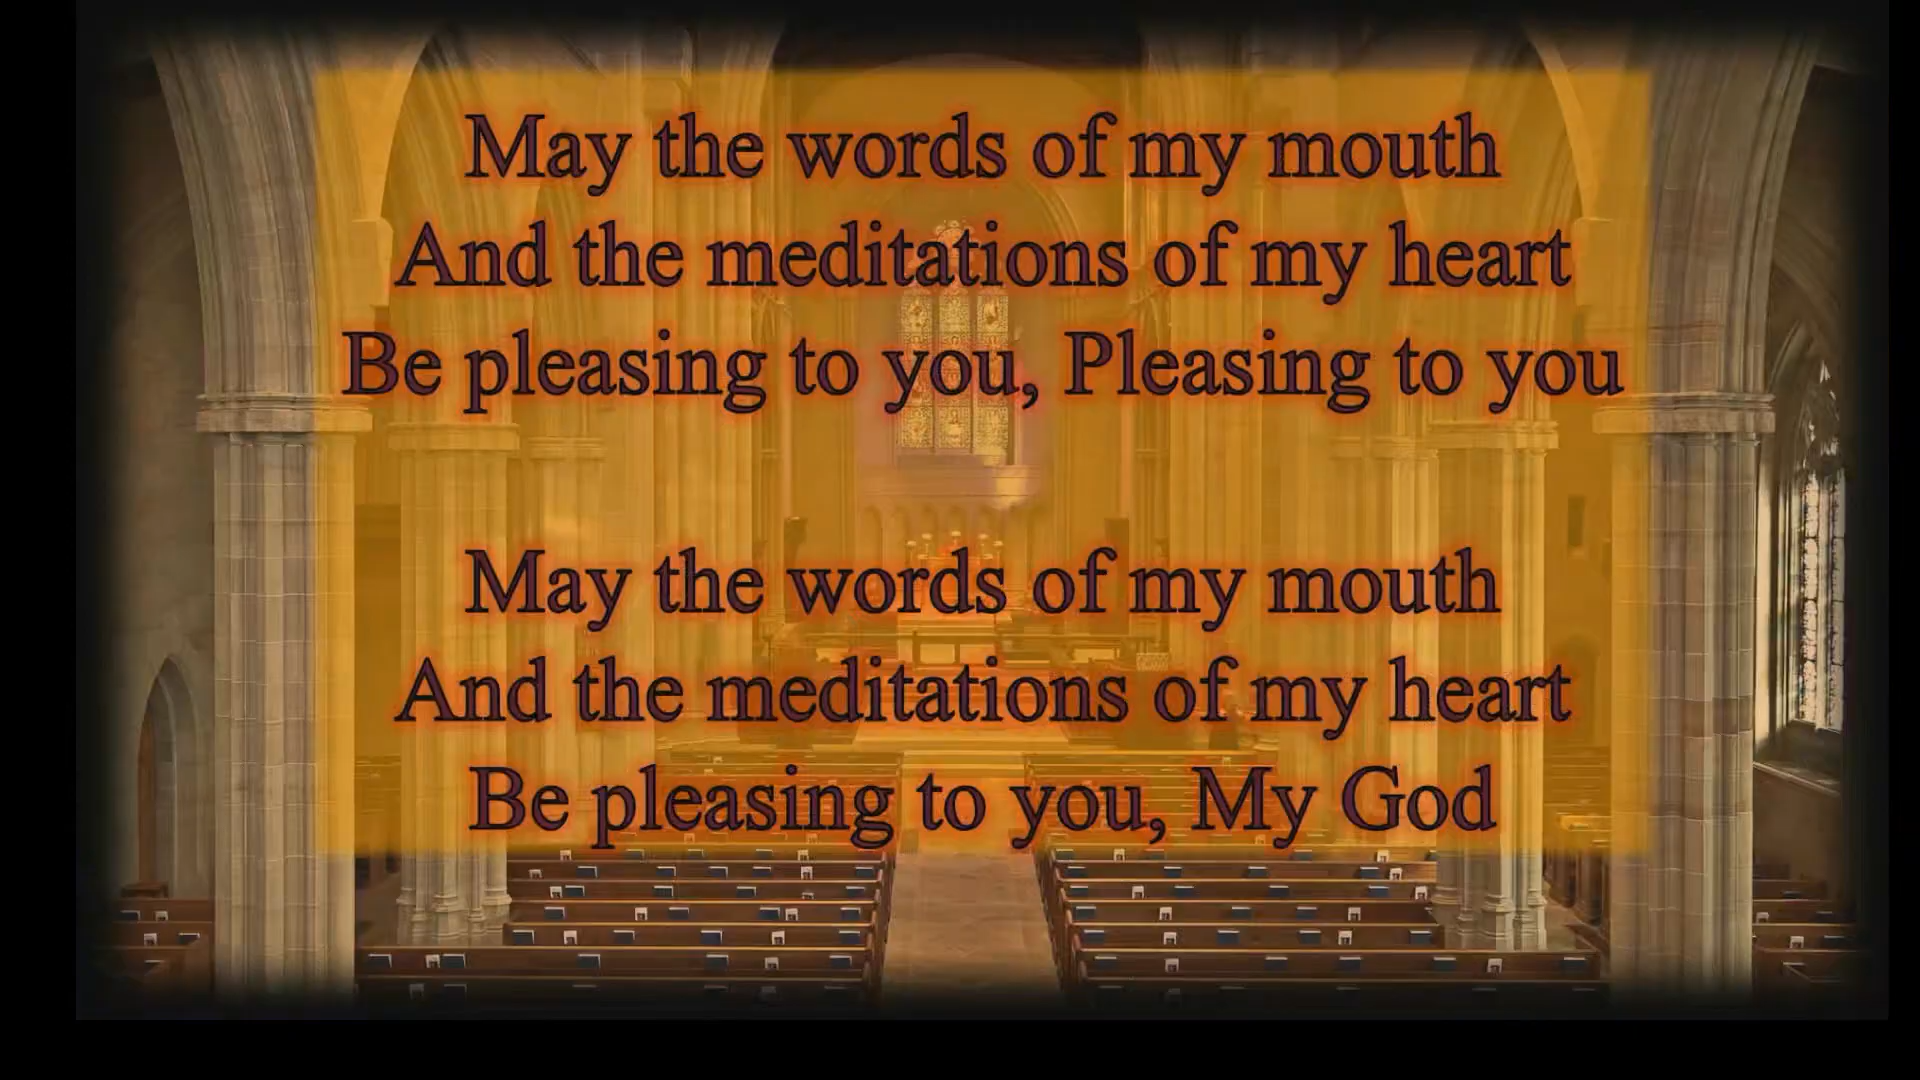 May the words of my mouth
And the meditations of my heart
Be pleasing to you, Pleasing to you
May the words of my mouth
And the meditations of my heart
Be pleasing to you, My God